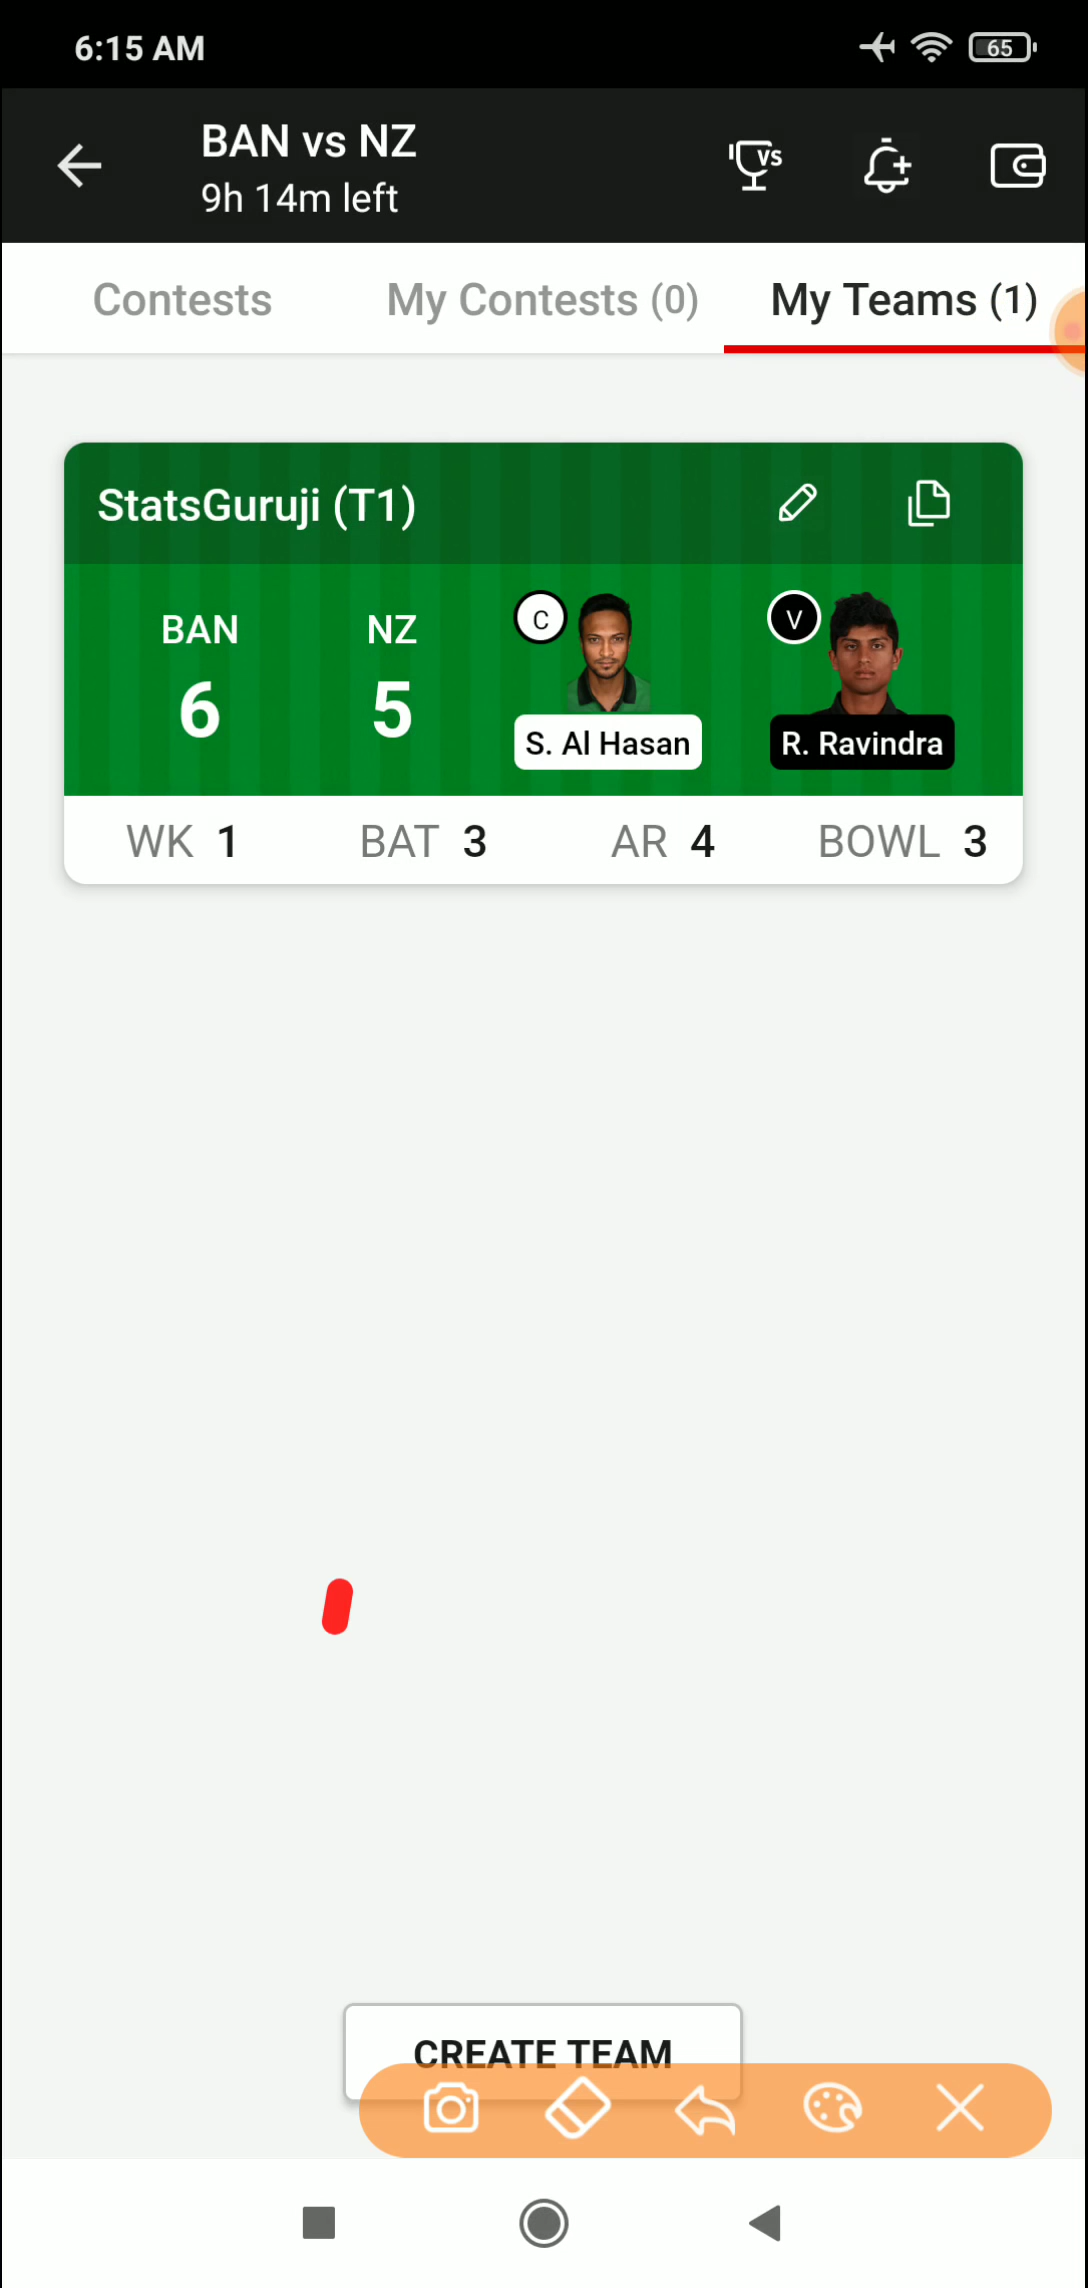 6:15 AM
65
BAN vs NZ
9h 14m left
VS
Contests
My Contests (0)
My Teams (1)
StatsGuruji (T1)
BAN
NZ
6
5
C
V
S. Al Hasan
R. Ravindra
WK 1
BAT 3
AR 4
BOWL 3
CREATE TEAM